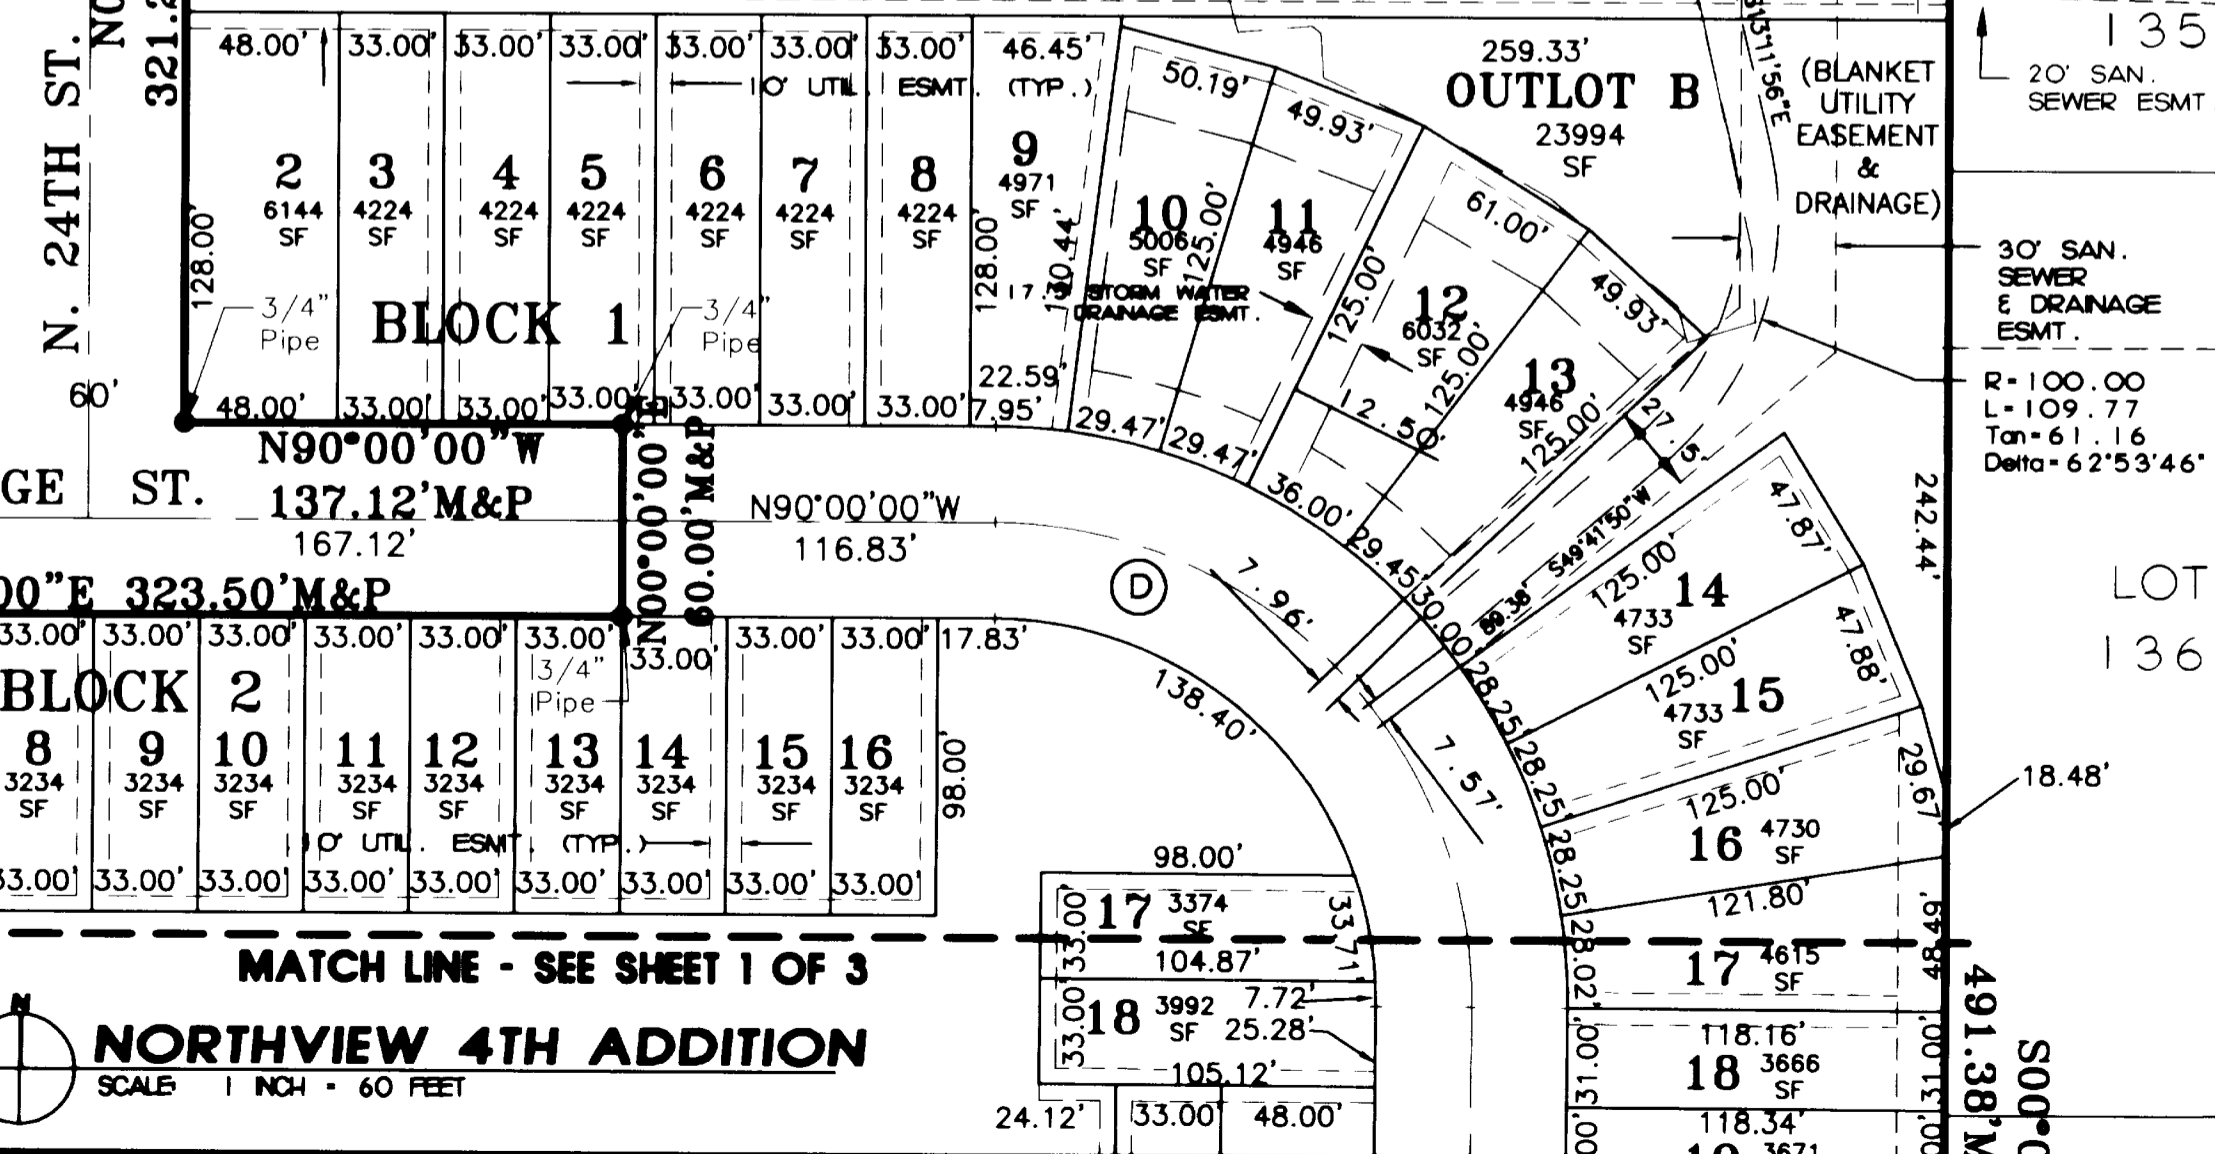 N. 24TH ST.
NO
321.2
48.00'
33.00'
33.00'
33.00'
33.00'
33.00'
33.00'
46.45'
10' UTIL. ESMT. (TYP.)
2
6144
SF
3
4224
SF
4
4224
SF
5
4224
SF
6
4224
SF
7
4224
SF
8
4224
SF
9
4971
SF
128.00'
128.00'
130.44'
3/4"
Pipe
BLOCK 1
3/4"
Pipe
60'
48.00'
33.00'
33.00'
33.00'
33.00'
33.00'
33.00'
7.95'
22.59'
50.19'
49.93'
10
5006
SF
125.00'
11
4946
SF
125.00'
STORM WATER
DRAINAGE ESMT.
61.00'
12
6032
SF
125.00'
12.50'
49.93'
13
4946
SF
125.00'
29.47'
29.47'
36.00'
29.45'
30.00'
259.33'
OUTLOT B
23994
SF
(BLANKET
UTILITY
EASEMENT
&
DRAINAGE)
135
20' SAN.
SEWER ESMT
30' SAN.
SEWER
& DRAINAGE
ESMT.
R=100.00
L=109.77
Tan=61.16
Delta=62°53'46"
27.5'
S49°41'50"W
89.38'
242.44'
LOT
136
GE ST.
N90°00'00"W
137.12'M&P
167.12'
00"E 323.50'M&P
N00°00'00"E
60.00'M&P
N90°00'00"W
116.83'
D
7.96'
7.57'
138.40'
47.87'
125.00'
14
4733
SF
47.88'
125.00'
15
4733
SF
28.25'
28.25'
28.25'
29.67'
18.48'
125.00'
16 4730
SF
121.80'
28.02'
17 4615
SF
48.49'
118.16'
31.00'
31.00'
18 3666
SF
118.34'
3671
491.38'M
S00°0
33.00'
33.00'
33.00'
33.00'
33.00'
33.00'
33.00'
33.00'
33.00'
17.83'
3/4"
Pipe
BLOCK 2
8
3234
SF
9
3234
SF
10
3234
SF
11
3234
SF
12
3234
SF
13
3234
SF
14
3234
SF
15
3234
SF
16
3234
SF
98.00'
10' UTIL. ESMT. (TYP.)
33.00'
33.00'
33.00'
33.00'
33.00'
33.00'
33.00'
33.00'
33.00'
98.00'
33.00'
17 3374
SF
33.71'
104.87'
33.00'
18 3992
SF
7.72'
25.28'
105.12'
24.12'
33.00'
48.00'
MATCH LINE - SEE SHEET 1 OF 3
N
NORTHVIEW 4TH ADDITION
SCALE: 1 INCH = 60 FEET